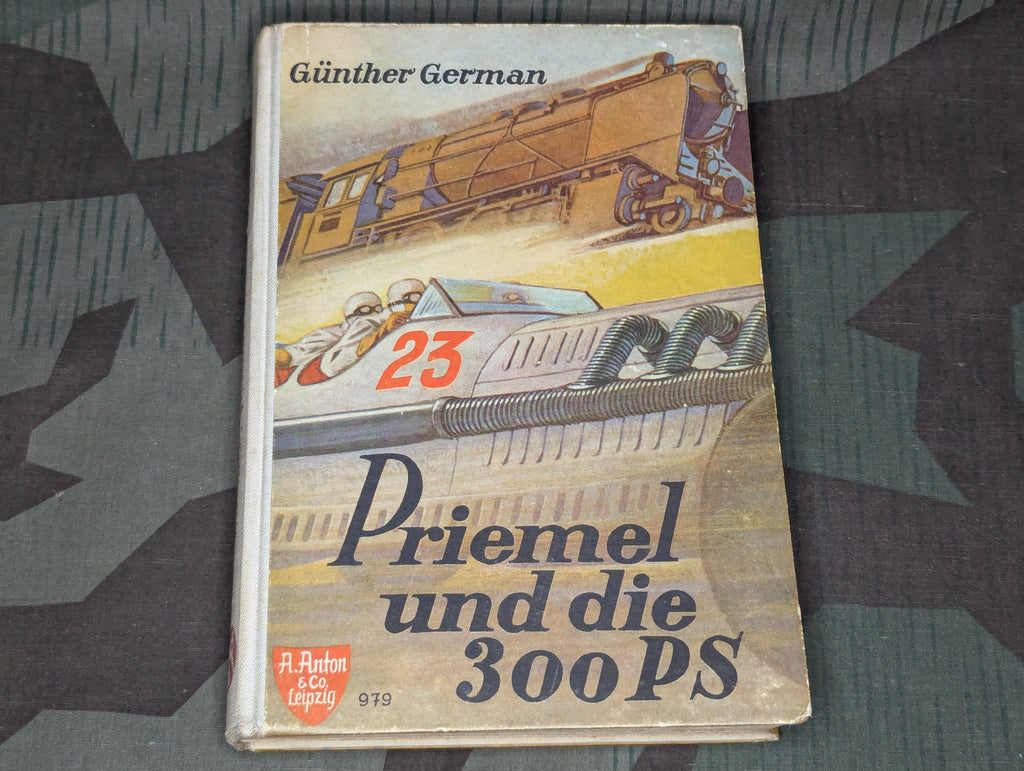 Günther German
23
Priemel
und die
300 PS
A. Anton
& Co.
Leipzig
979